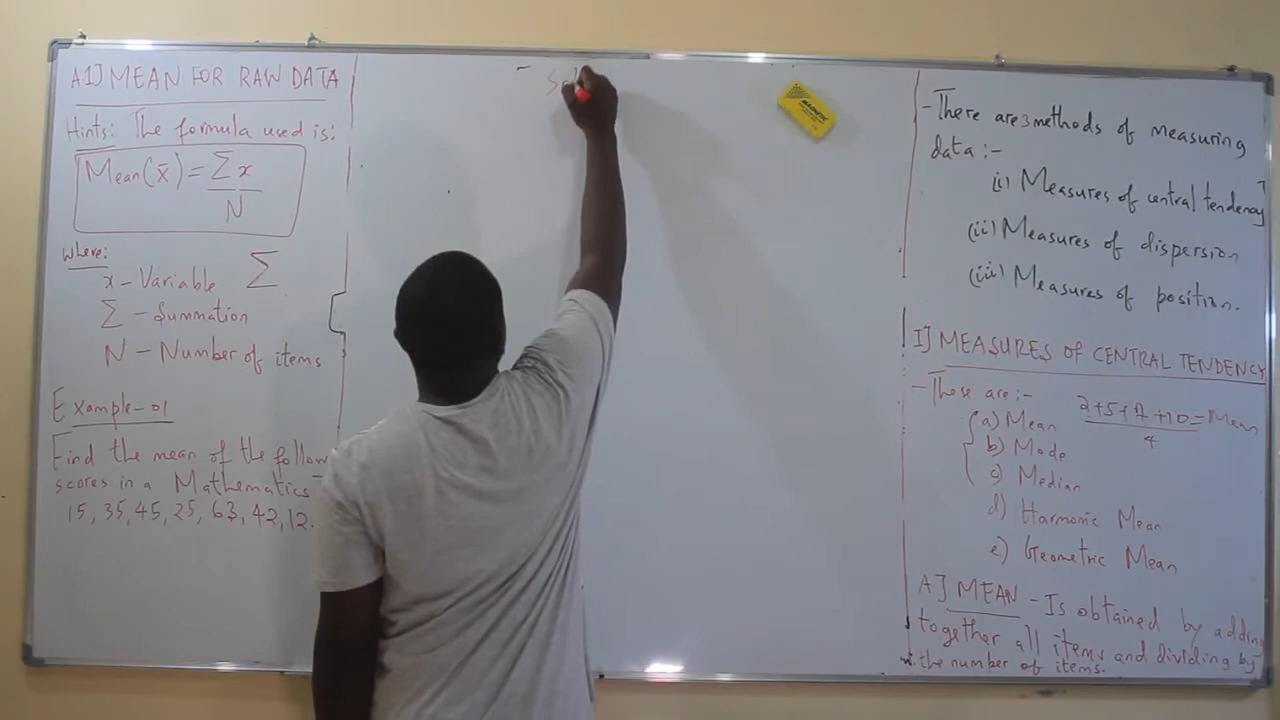 A1] MEAN FOR RAW DATA
Hints: The formula used is:
Mean(x̄) = Σx
N
where:
x - Variable Σ
Σ - Summation
N - Number of items
Example - 01
Find the mean of the follow
scores in a Mathematics
15, 35, 45, 25, 63, 42, 12.
- Sol
MAGNETIC
- There are 3 methods of measuring
data :-
(i) Measures of central tendency
(ii) Measures of dispersion
(iii) Measures of position.
I] MEASURES OF CENTRAL TENDENCY
- These are :-
a) Mean
2+5+7+10 = Mean
4
b) Mode
c) Median
d) Harmonic Mean
e) Geometric Mean
A] MEAN - Is obtained by adding
together all items and dividing by
the number of items.